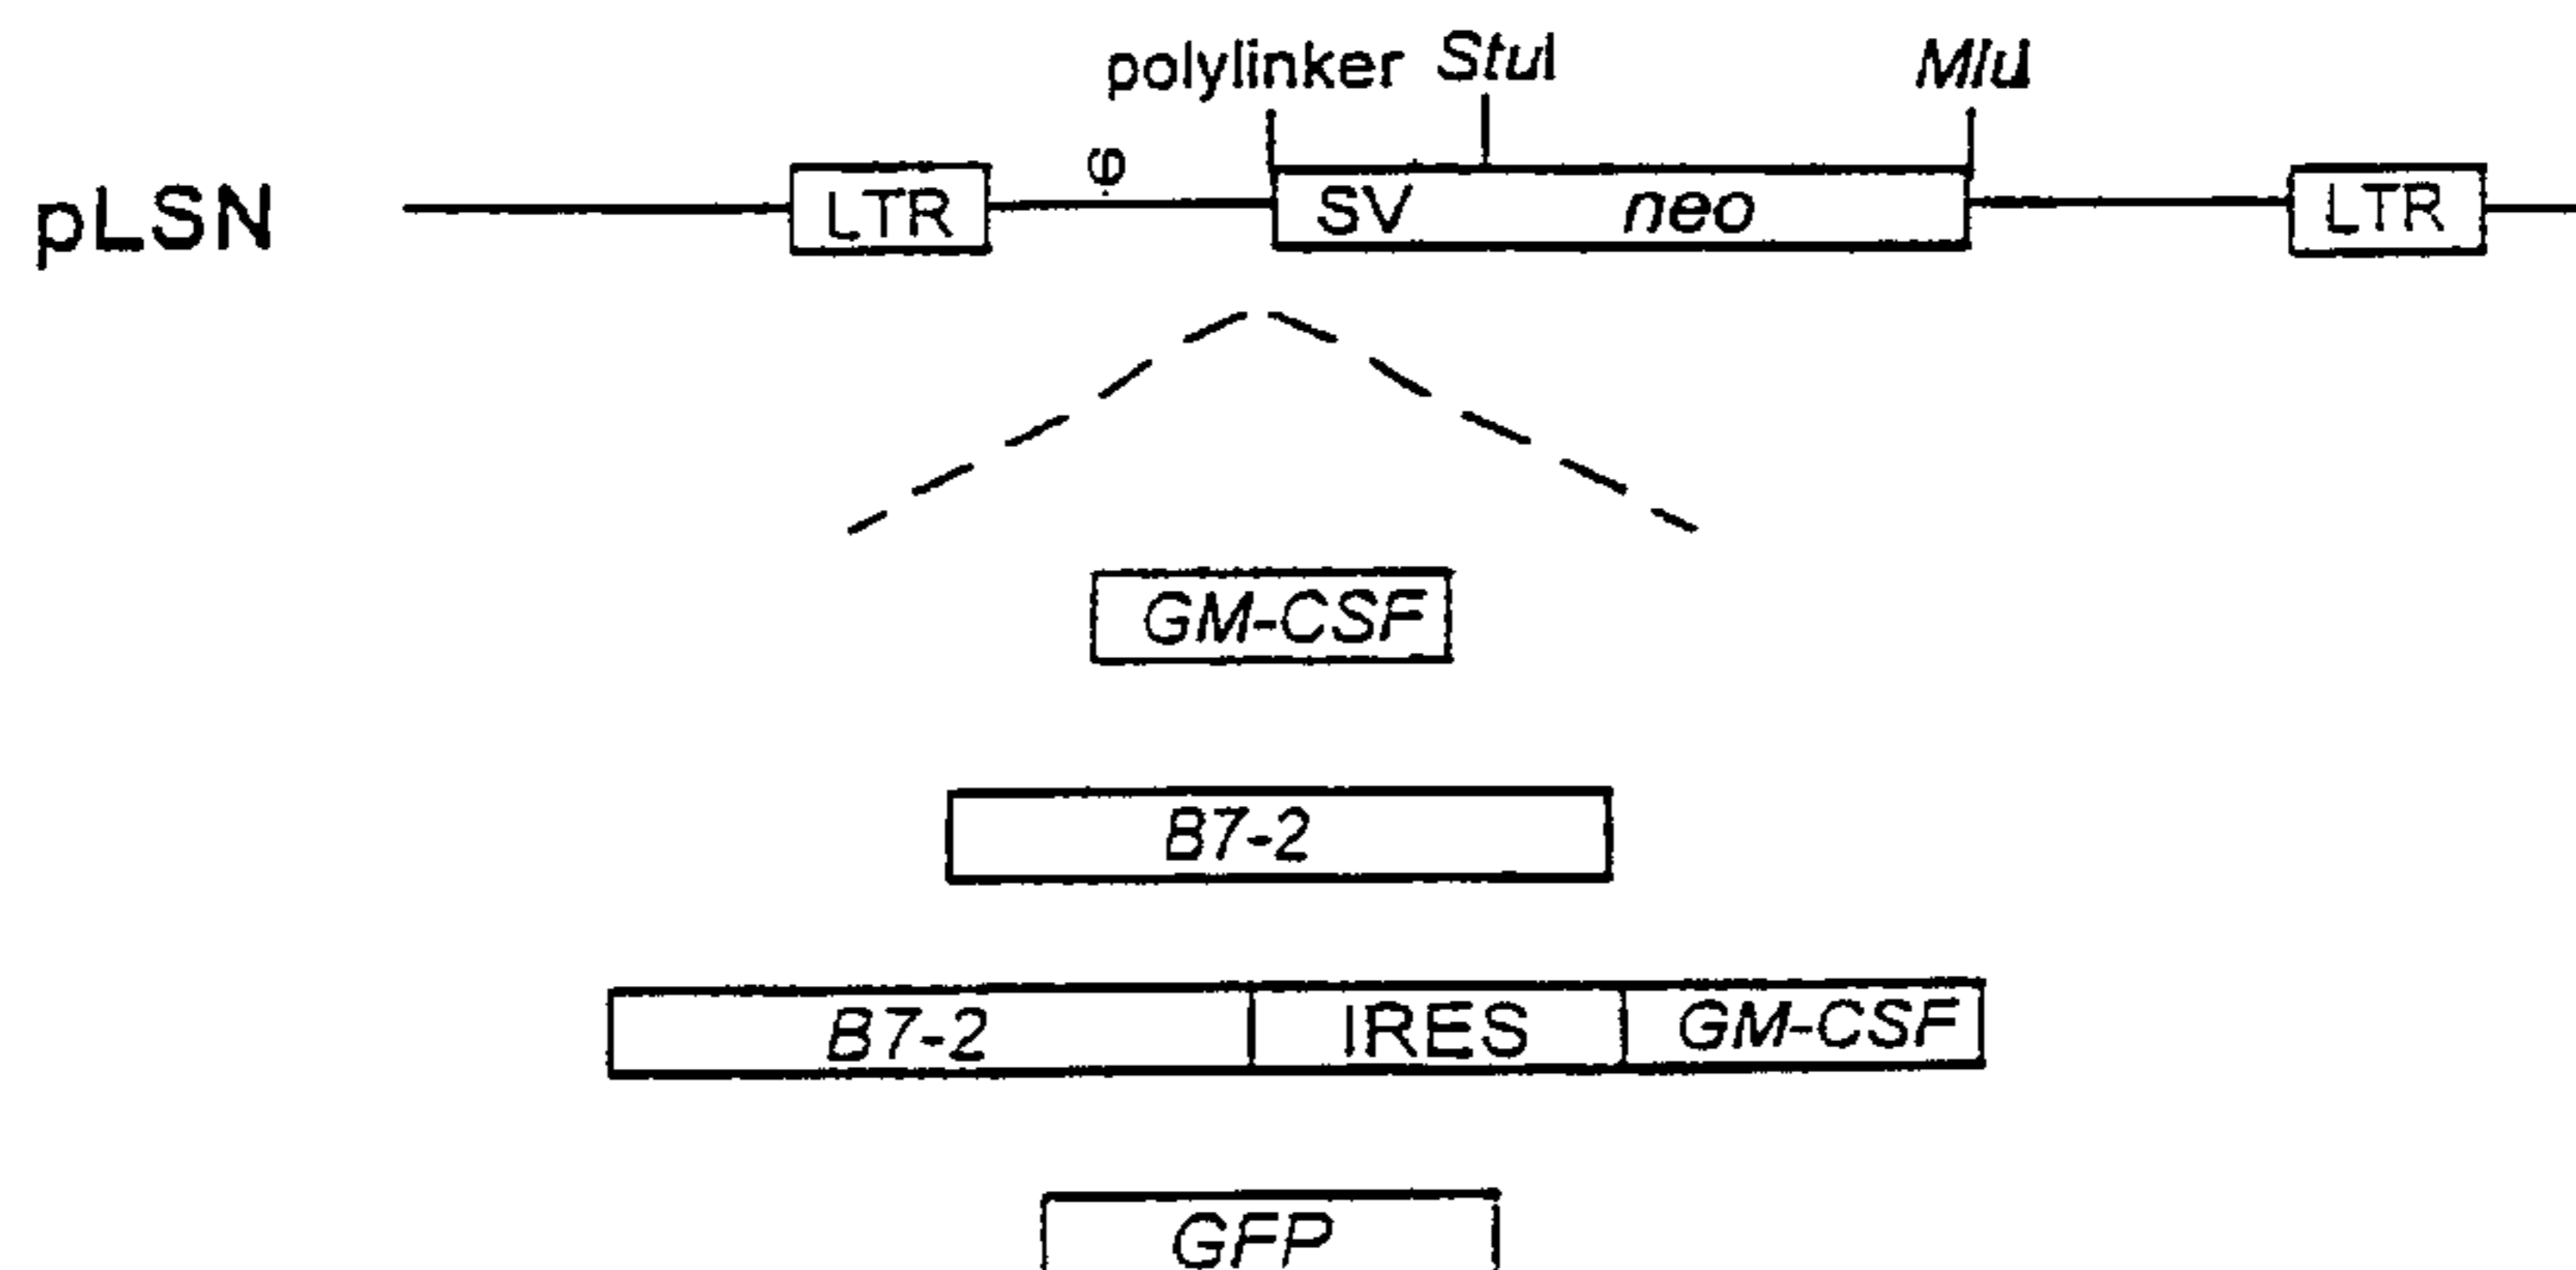 polylinker StuI MluI
φ
pLSN LTR SV neo LTR
GM-CSF
B7-2
B7-2 IRES GM-CSF
GFP